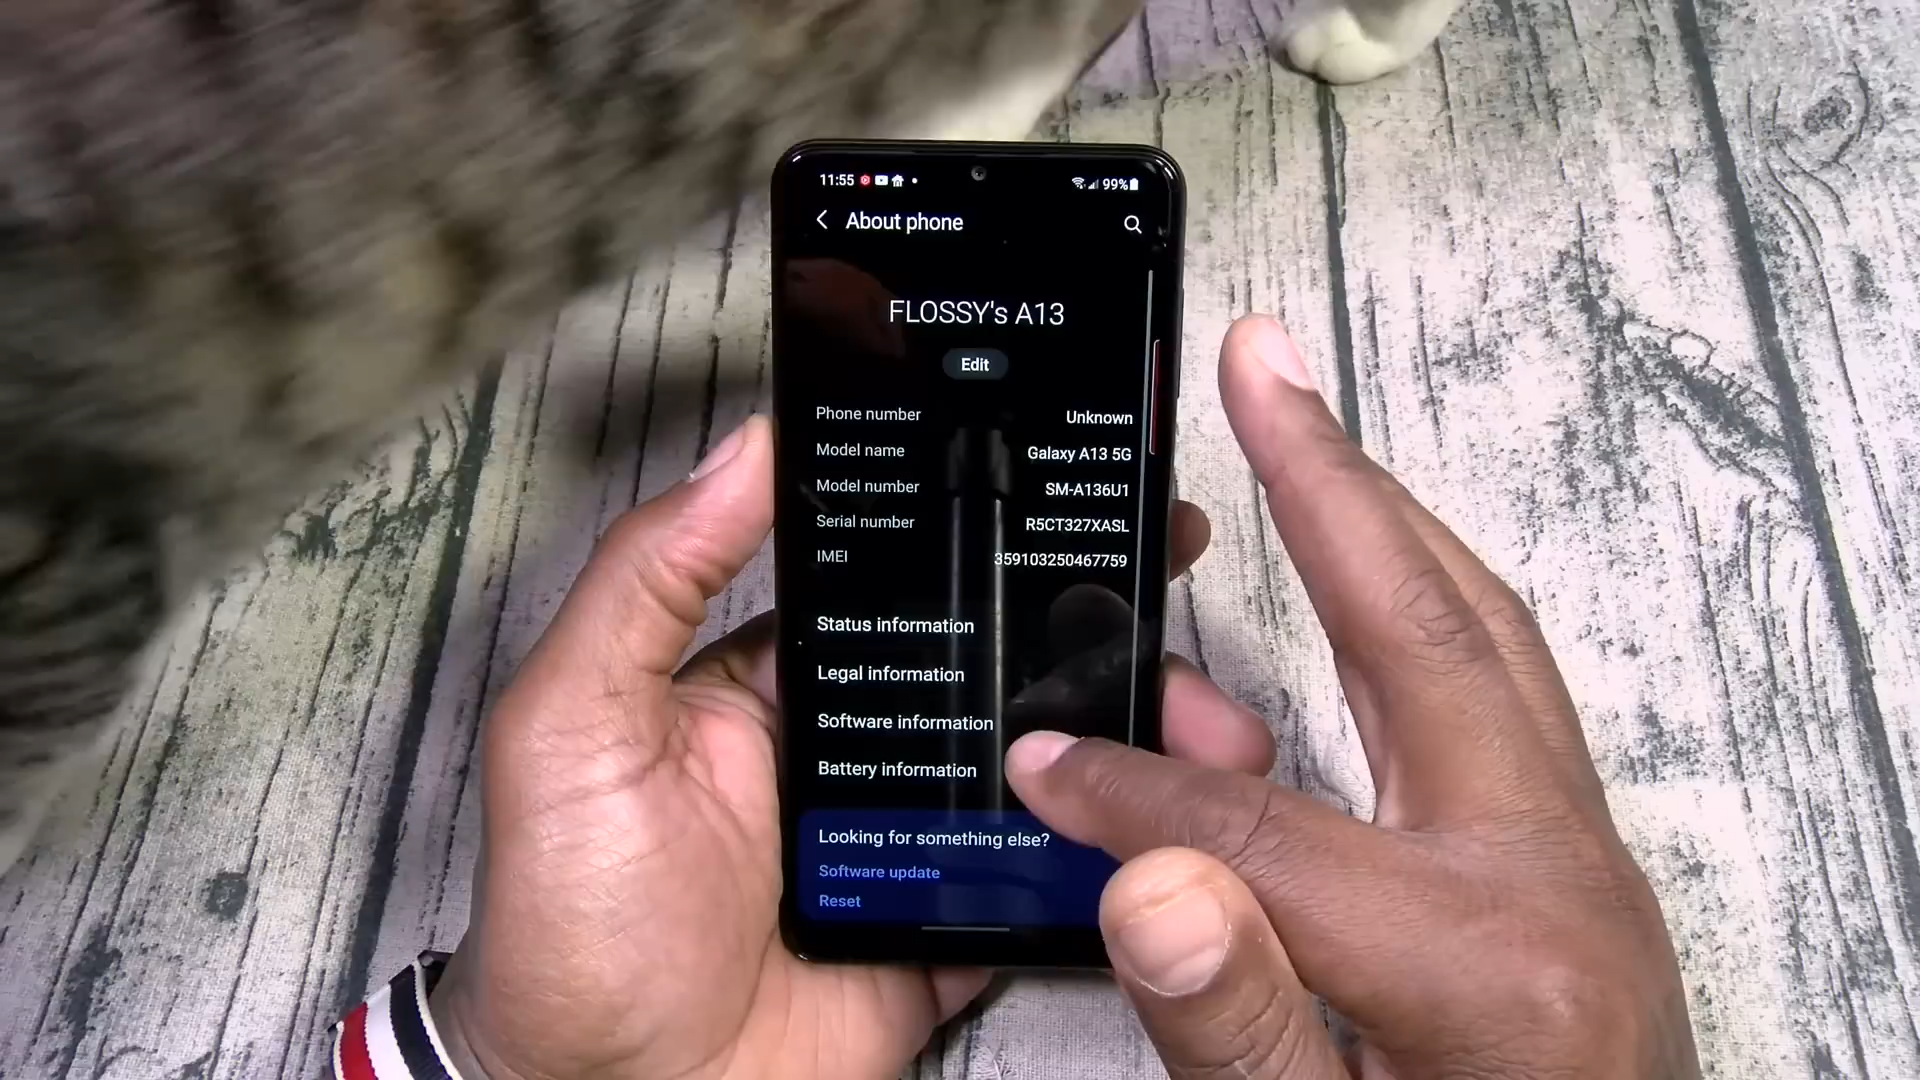 11:55
99%
About phone
FLOSSY's A13
Edit
Phone number Unknown
Model name Galaxy A13 5G
Model number SM-A136U1
Serial number R5CT327XASL
IMEI 359103250467759
Status information
Legal information
Software information
Battery information
Looking for something else?
Software update
Reset